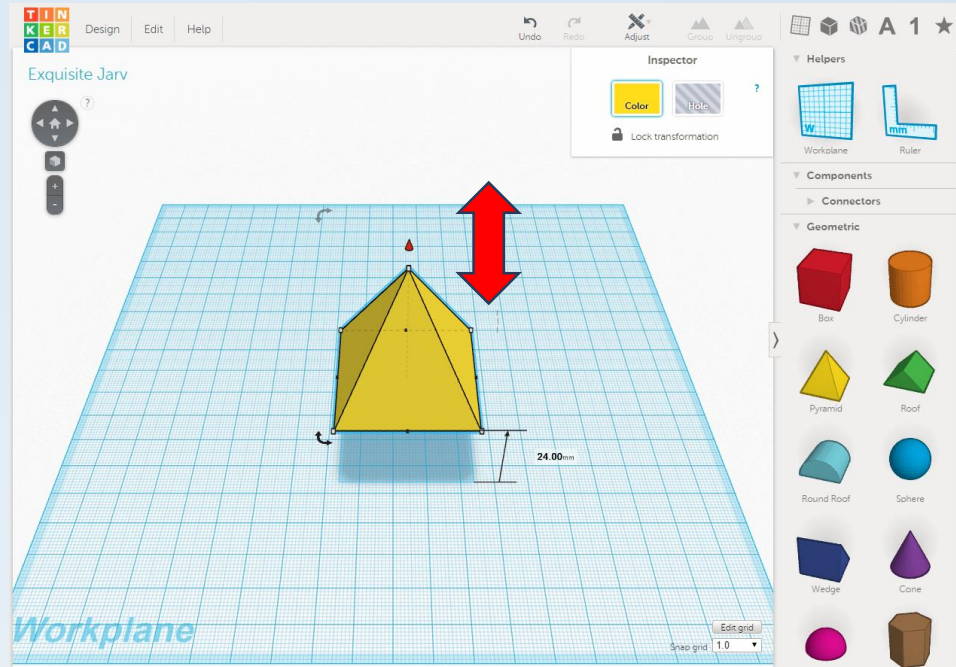 TIN
KER
CAD
Design Edit Help
Undo Redo Adjust Group Ungroup
A 1
Exquisite Jarv
?
Inspector
Color Hole
?
Lock transformation
+
-
24.00mm
Workplane
Edit grid
Snap grid 1.0
Helpers
W mm
Workplane Ruler
Components
Connectors
Geometric
Box Cylinder
Pyramid Roof
Round Roof Sphere
Wedge Cone